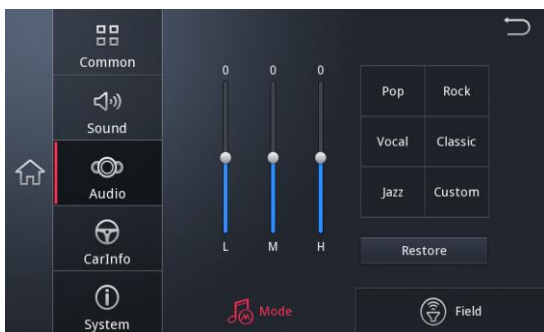 Common
Sound
Audio
CarInfo
System
0 0 0
L M H
Pop Rock
Vocal Classic
Jazz Custom
Restore
Mode
Field